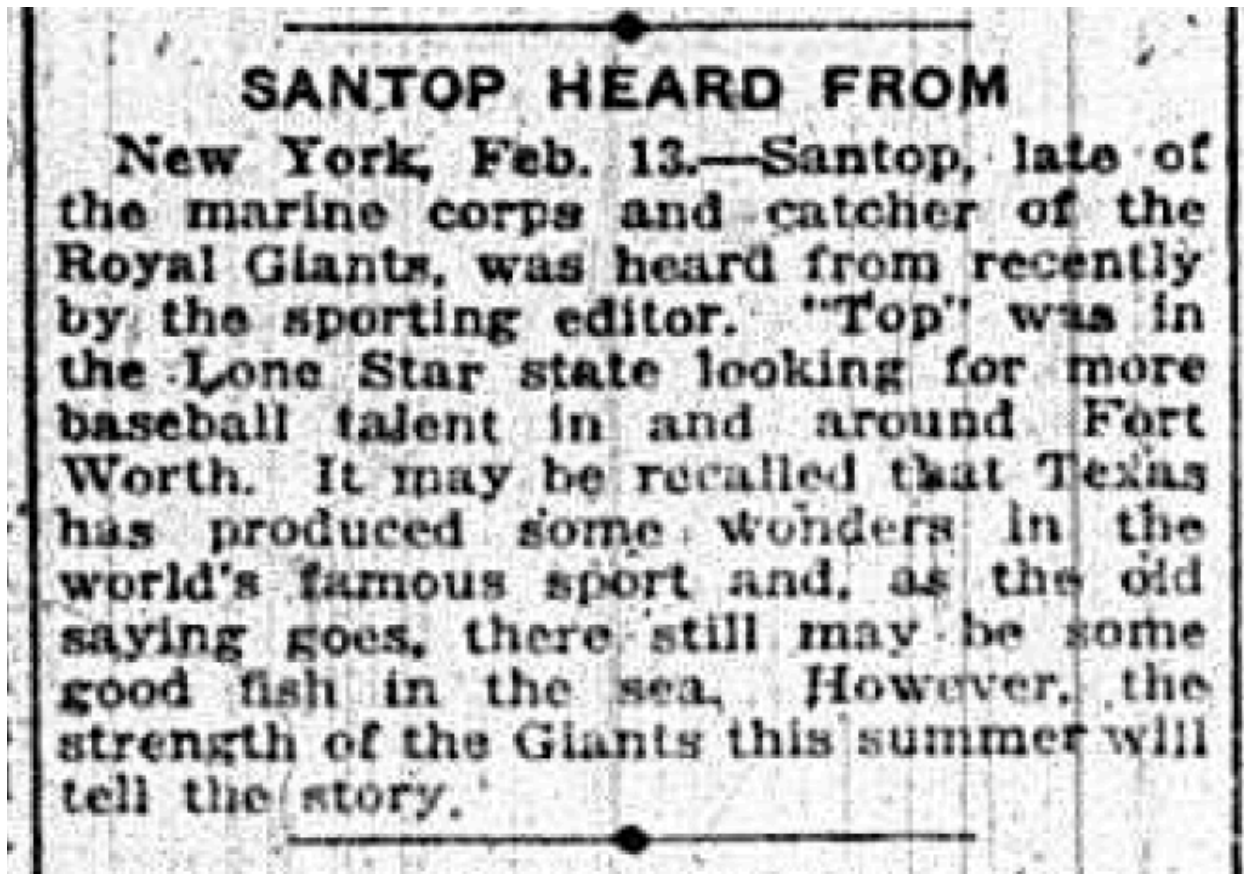 SANTOP HEARD FROM
New York, Feb. 13.—Santop, late of
the marine corps and catcher of the
Royal Giants, was heard from recently
by the sporting editor. "Top" was in
the Lone Star state looking for more
baseball talent in and around Fort
Worth. It may be recalled that Texas
has produced some wonders in the
world's famous sport and, as the old
saying goes, there still may be some
good fish in the sea. However, the
strength of the Giants this summer will
tell the story.